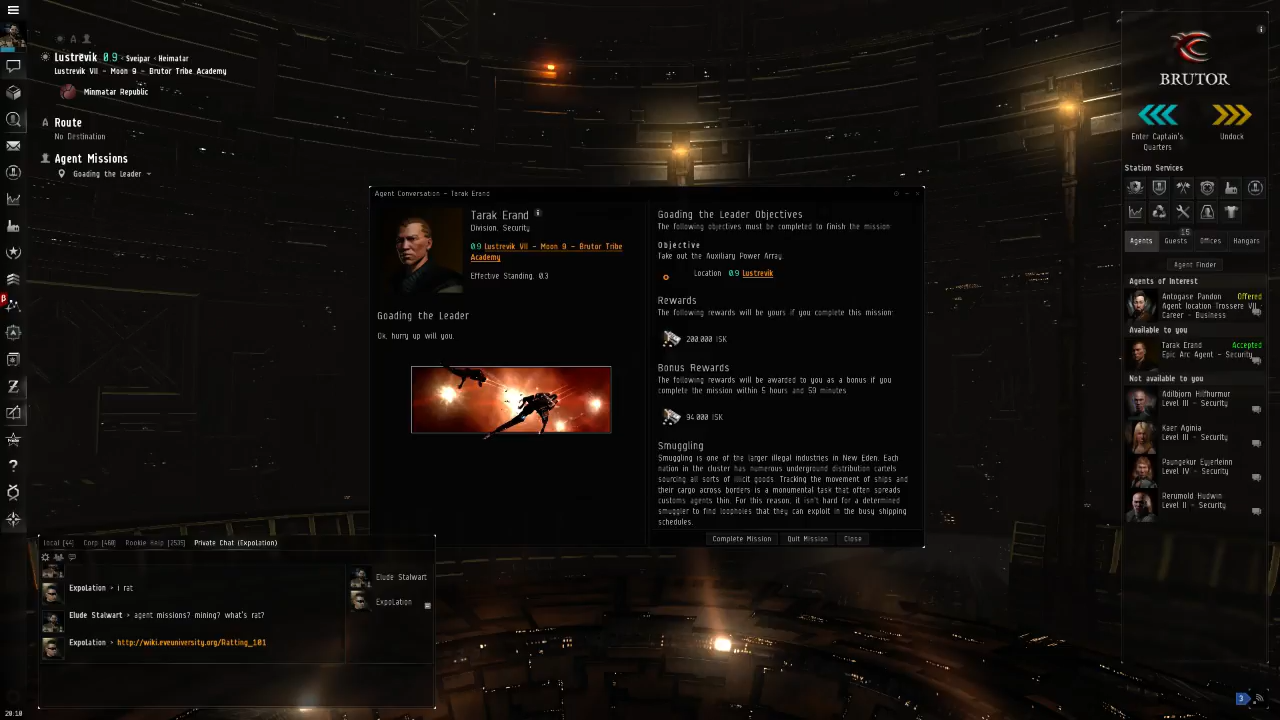 Lustrevik 0.9 < Sveipar < Heimatar
Lustrevik VII - Moon 9 - Brutor Tribe Academy
Minmatar Republic
Route
No Destination
Agent Missions
Goading the Leader
Agent Conversation - Tarak Erand
Tarak Erand
Division: Security
0.9 Lustrevik VII - Moon 9 - Brutor Tribe
Academy
Effective Standing: 0.3
Goading the Leader
Ok, hurry up will you.
Goading the Leader Objectives
The following objectives must be completed to finish the mission:
Objective
Take out the Auxiliary Power Array.
Location 0.9 Lustrevik
Rewards
The following rewards will be yours if you complete this mission:
200.000 ISK
Bonus Rewards
The following rewards will be awarded to you as a bonus if you
complete the mission within 5 hours and 59 minutes
94 000 ISK
Smuggling
Smuggling is one of the larger illegal industries in New Eden. Each
nation in the cluster has numerous underground distribution cartels
sourcing all sorts of illicit goods. Tracking the movement of ships and
their cargo across borders is a monumental task that often spreads
customs agents thin. For this reason, it isn't hard for a determined
smuggler to find loopholes that they can exploit in the busy shipping
schedules.
Complete Mission Quit Mission Close
BRUTOR
Enter Captain's
Quarters
Undock
Station Services
15
Agents Guests Offices Hangars
Agent Finder
Agents of Interest
Antogase Pandon Offered
Agent location Trossere VII -
Career - Business
Available to you
Tarak Erand Accepted
Epic Arc Agent - Security
Not available to you
Adilbjorn Hilfhurmur
Level III - Security
Kaer Aginia
Level III - Security
Paungekur Eyjerleinn
Level IV - Security
Rerumold Hudwin
Level II - Security
Local [44] Corp [460] Rookie Help [2535] Private Chat (ExpoLation)
ExpoLation > i rat
Elude Stalwart > agent missions? mining? what's rat?
ExpoLation > http://wiki.eveuniversity.org/Ratting_101
Elude Stalwart
ExpoLation
20:10
3